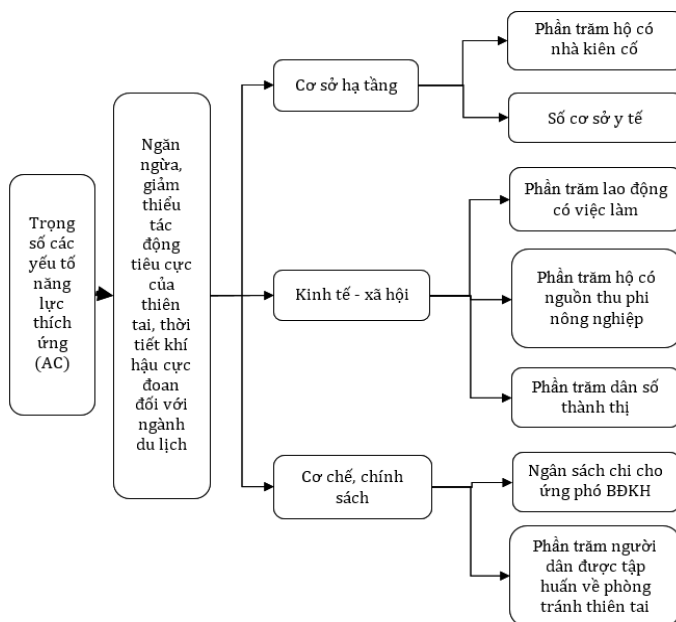 Trọng
số các
yếu tố
năng
lực
thích
ứng
(AC)
Ngăn
ngừa,
giảm
thiểu
tác
động
tiêu cực
của
thiên
tai, thời
tiết khí
hậu cực
đoan
đối với
ngành
du lịch
Cơ sở hạ tầng
Phần trăm hộ có
nhà kiên cố
Số cơ sở y tế
Kinh tế - xã hội
Phần trăm lao động
có việc làm
Phần trăm hộ có
nguồn thu phi
nông nghiệp
Phần trăm dân số
thành thị
Cơ chế, chính
sách
Ngân sách chi cho
ứng phó BĐKH
Phần trăm người
dân được tập
huấn về phòng
tránh thiên tai